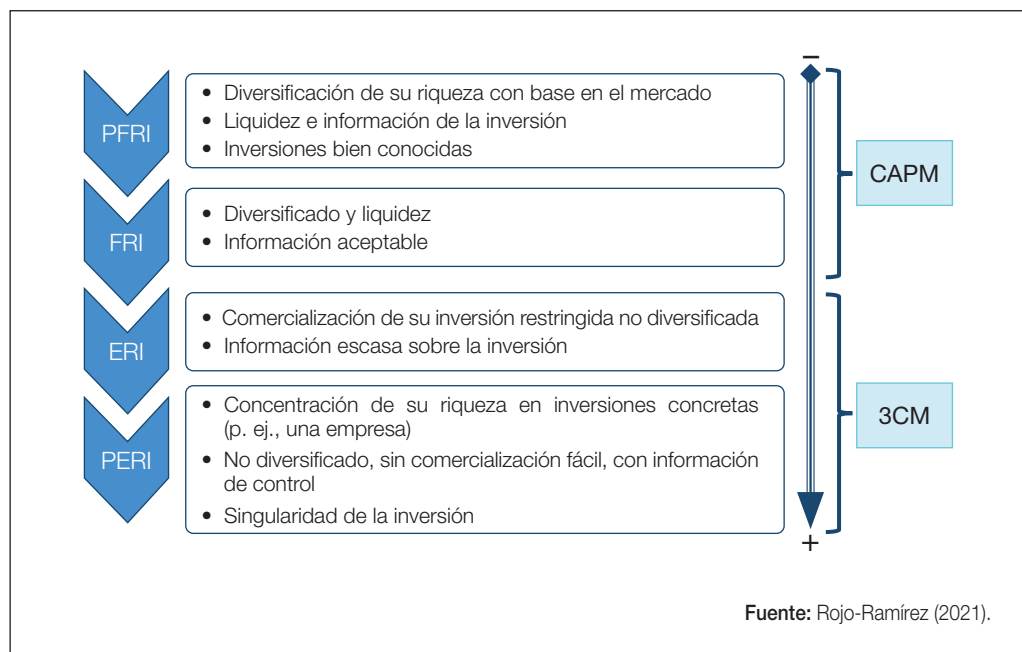 PFRI
• Diversificación de su riqueza con base en el mercado
• Liquidez e información de la inversión
• Inversiones bien conocidas
FRI
• Diversificado y liquidez
• Información aceptable
ERI
• Comercialización de su inversión restringida no diversificada
• Información escasa sobre la inversión
PERI
• Concentración de su riqueza en inversiones concretas
(p. ej., una empresa)
• No diversificado, sin comercialización fácil, con información
de control
• Singularidad de la inversión
–
+
CAPM
3CM
Fuente: Rojo-Ramírez (2021).